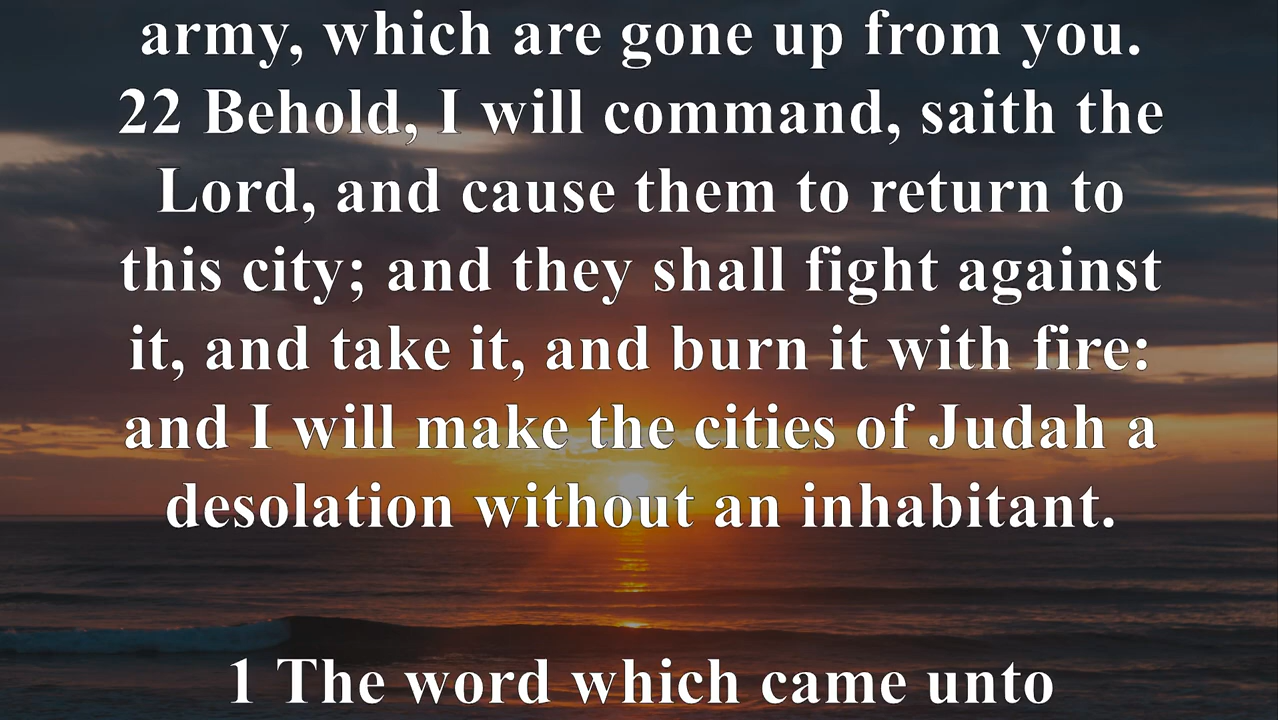 army, which are gone up from you.
22 Behold, I will command, saith the
Lord, and cause them to return to
this city; and they shall fight against
it, and take it, and burn it with fire:
and I will make the cities of Judah a
desolation without an inhabitant.
1 The word which came unto